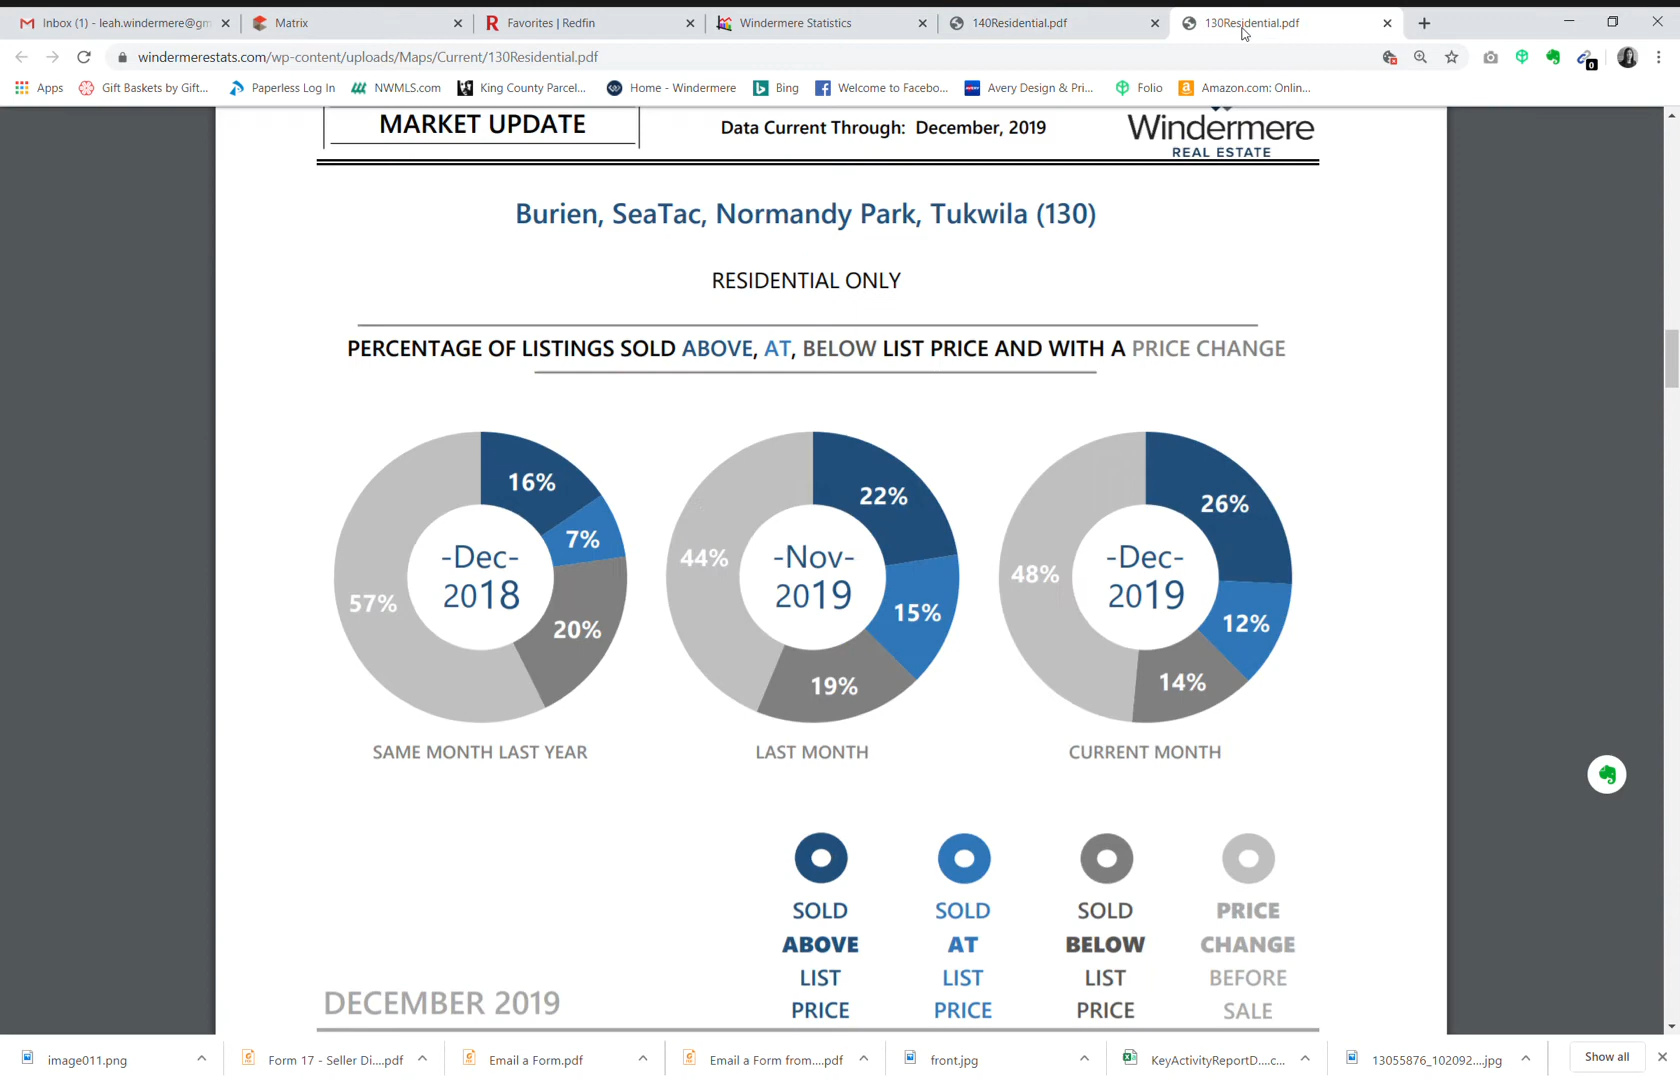 Inbox (1) - leah.windermere@gm
Matrix
Favorites | Redfin
Windermere Statistics
140Residential.pdf
130Residential.pdf
windermerestats.com/wp-content/uploads/Maps/Current/130Residential.pdf
0
Apps
Gift Baskets by Gift...
Paperless Log In
NWMLS.com
King County Parcel...
Home - Windermere
Bing
Welcome to Facebo...
Avery Design & Pri...
Folio
Amazon.com: Onlin...
MARKET UPDATE
Data Current Through: December, 2019
Windermere
REAL ESTATE
Burien, SeaTac, Normandy Park, Tukwila (130)
RESIDENTIAL ONLY
PERCENTAGE OF LISTINGS SOLD ABOVE, AT, BELOW LIST PRICE AND WITH A PRICE CHANGE
16%
7%
20%
57%
-Dec-
2018
SAME MONTH LAST YEAR
22%
15%
19%
44%
-Nov-
2019
LAST MONTH
26%
12%
14%
48%
-Dec-
2019
CURRENT MONTH
SOLD
ABOVE
LIST
PRICE
SOLD
AT
LIST
PRICE
SOLD
BELOW
LIST
PRICE
PRICE
CHANGE
BEFORE
SALE
DECEMBER 2019
image011.png
Form 17 - Seller Di....pdf
Email a Form.pdf
Email a Form from....pdf
front.jpg
KeyActivityReportD....c...
13055876_102092....jpg
Show all